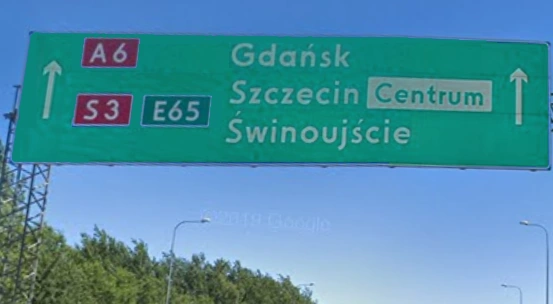 A6 Gdańsk
S3 E65 Szczecin Centrum
Świnoujście